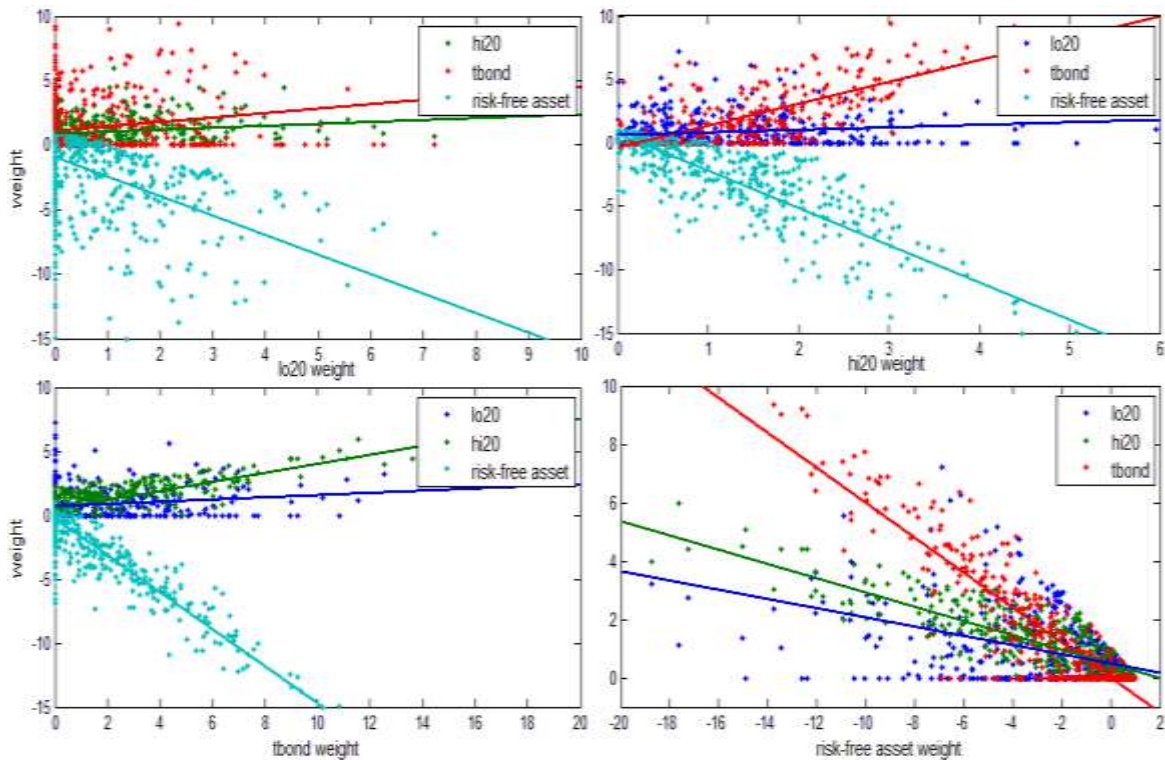 10
5
0
-5
-10
-15
weight
0 1 2 3 4 5 6 7 8 9 10
lo20 weight
hi20
tbond
risk-free asset
10
5
0
-5
-10
-15
0 1 2 3 4 5 6
hi20 weight
lo20
tbond
risk-free asset
10
5
0
-5
-10
-15
weight
0 2 4 6 8 10 12 14 16 18 20
tbond weight
lo20
hi20
risk-free asset
10
8
6
4
2
0
-20 -18 -16 -14 -12 -10 -8 -6 -4 -2 0 2
risk-free asset weight
lo20
hi20
tbond